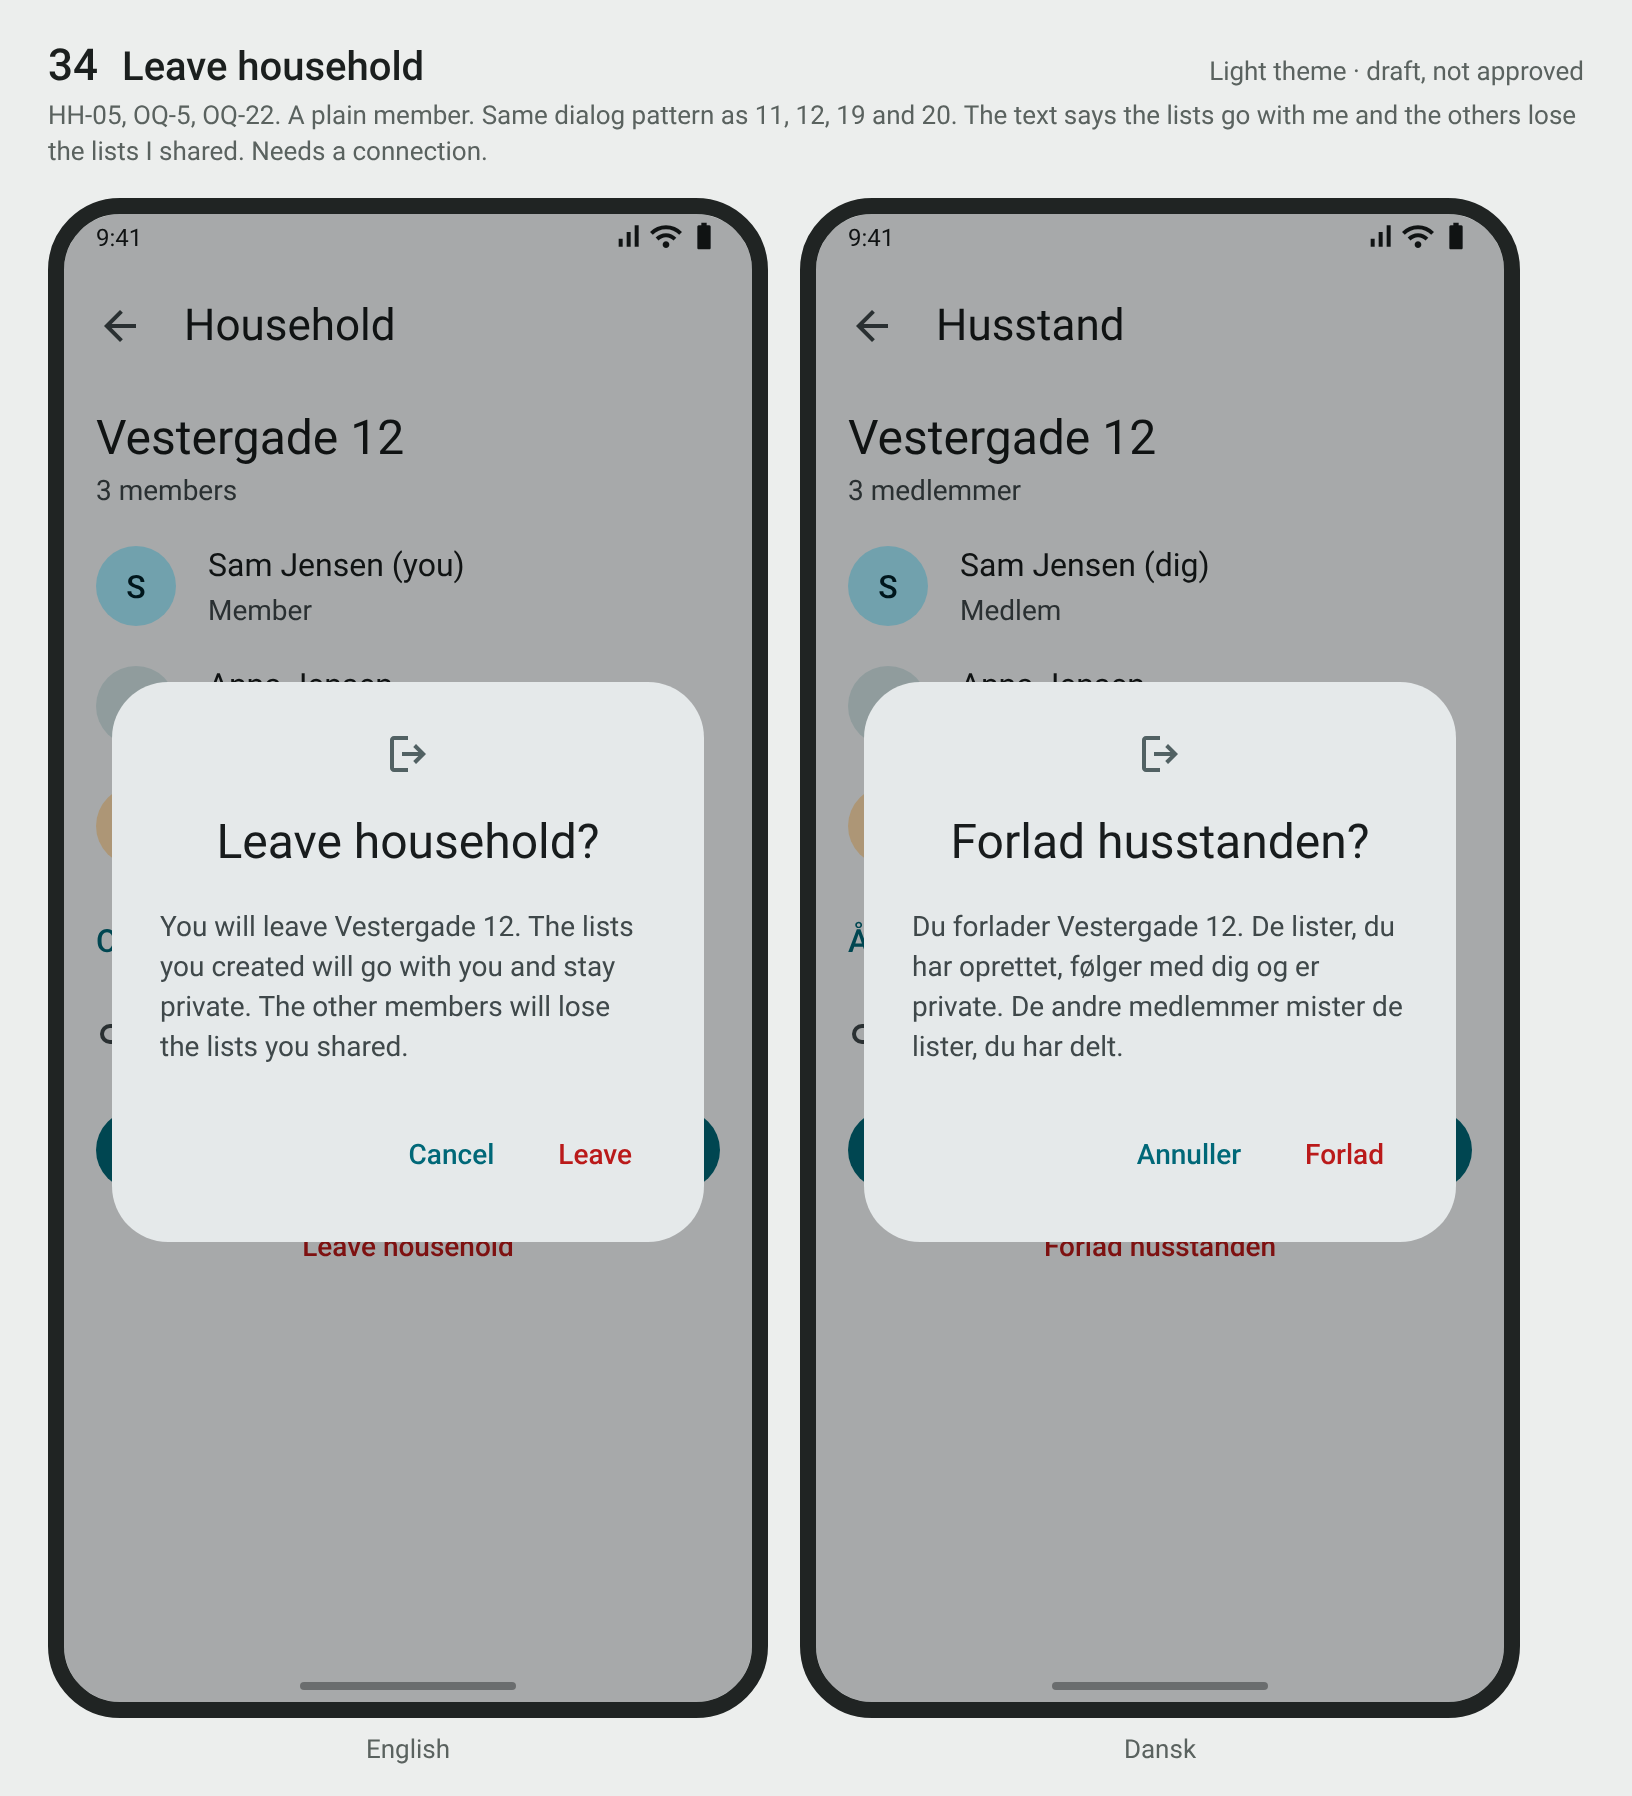 34 Leave household
Light theme · draft, not approved
HH-05, OQ-5, OQ-22. A plain member. Same dialog pattern as 11, 12, 19 and 20. The text says the lists go with me and the others lose
the lists I shared. Needs a connection.
9:41
Household
Vestergade 12
3 members
S
Sam Jensen (you)
Member
Leave household?
You will leave Vestergade 12. The lists
you created will go with you and stay
private. The other members will lose
the lists you shared.
Cancel
Leave
Leave household
English
9:41
Husstand
Vestergade 12
3 medlemmer
S
Sam Jensen (dig)
Medlem
Forlad husstanden?
Du forlader Vestergade 12. De lister, du
har oprettet, følger med dig og er
private. De andre medlemmer mister de
lister, du har delt.
Annuller
Forlad
Forlad husstanden
Dansk